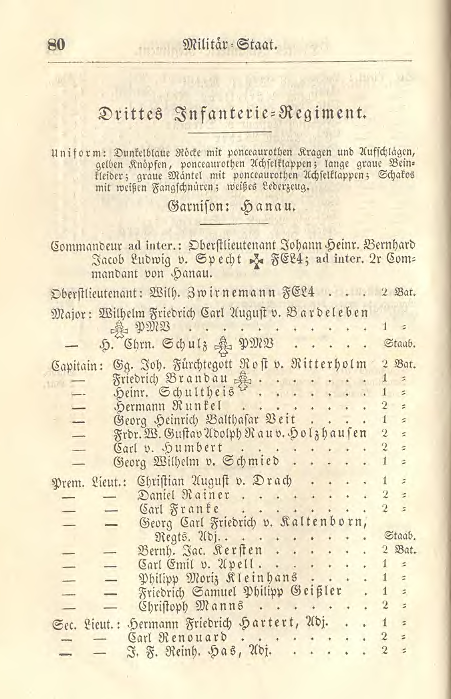 80 Militär-Staat.
Drittes Infanterie-Regiment.
Uniform: Dunkelblaue Röcke mit ponceaurothen Kragen und Aufschlägen,
gelben Knöpfen, ponceaurothen Achselklappen; lange graue Bein-
kleider; graue Mäntel mit ponceaurothen Achselklappen; Schakos
mit weißen Fangschnüren; weißes Lederzeug.
Garnison: Hanau.
Commandeur ad inter.: Oberstlieutenant Johann Heinr. Bernhard
Jacob Ludwig v. Specht FEL4; ad inter. 2r Com-
mandant von Hanau.
Oberstlieutenant: Wilh. Zwirnemann FEL4 . . . 2 Bat.
Major: Wilhelm Friedrich Carl August v. Bardeleben
PMV . . . . . . . . . . . 1 =
— H. Chrn. Schulz PMV . . . . . Staab.
Capitain: Gg. Joh. Fürchtegott Rost v. Ritterholm 2 Bat.
— Friedrich Brandau . . . . . . . 1 =
— Heinr. Schultheis . . . . . . . 1 =
— Hermann Runkel . . . . . . . . 2 =
— Georg Heinrich Balthasar Veit . . . . 1 =
— Frdr. W. Gustav Adolph Rau v. Holzhausen 2 =
— Carl v. Humbert . . . . . . . . 2 =
— Georg Wilhelm v. Schmied . . . . . 1 =
Prem. Lieut.: Christian August v. Drach . . . . 1 =
— — Daniel Rainer . . . . . . . 2 =
— — Carl Franke . . . . . . . . 2 =
— — Georg Carl Friedrich v. Kaltenborn,
Regts. Adj. . . . . . . . . Staab.
— — Bernh. Jac. Kersten . . . . . 2 Bat.
— — Carl Emil v. Apell . . . . . . 1 =
— — Philipp Moriz Kleinhans . . . . 1 =
— — Friedrich Samuel Philipp Geißler . 1 =
— — Christoph Manns . . . . . . 2 =
Sec. Lieut.: Hermann Friedrich Hartert, Adj. . . 1 =
— — Carl Renouard . . . . . . . 2 =
— — J. F. Reinh. Has, Adj. . . . . . 2 =